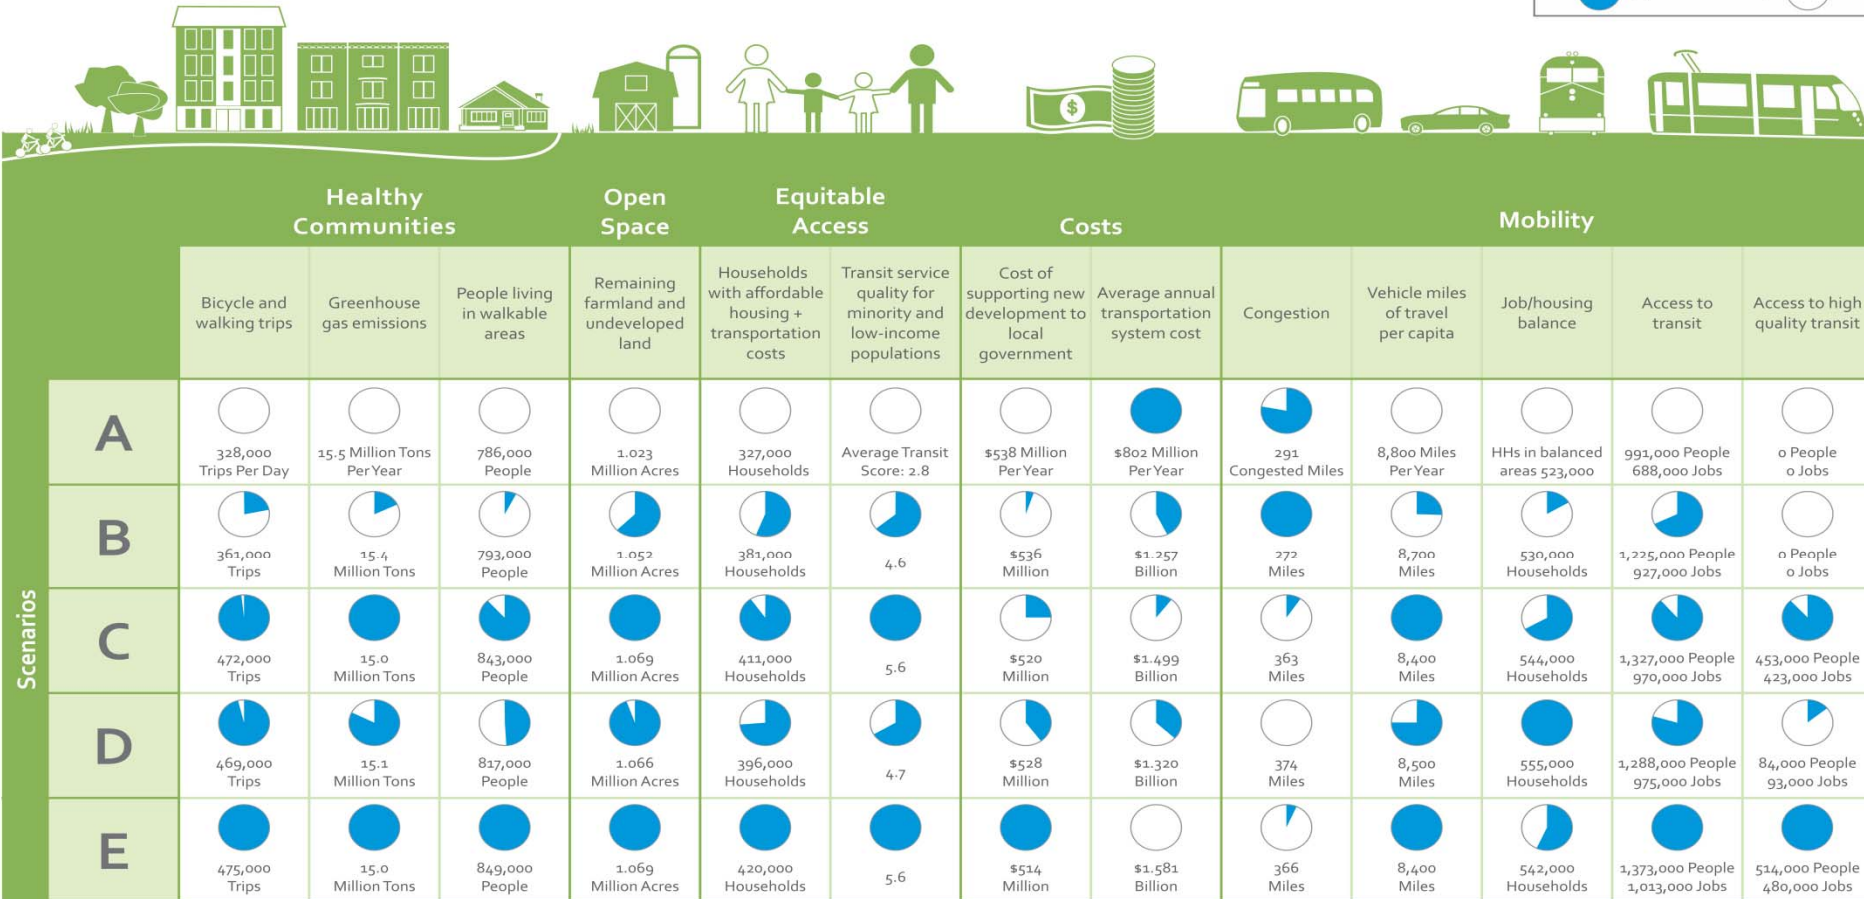 $
Healthy
Communities
Open
Space
Equitable
Access
Costs
Mobility
Bicycle and
walking trips
Greenhouse
gas emissions
People living
in walkable
areas
Remaining
farmland and
undeveloped
land
Households
with affordable
housing +
transportation
costs
Transit service
quality for
minority and
low-income
populations
Cost of
supporting new
development to
local
government
Average annual
transportation
system cost
Congestion
Vehicle miles
of travel
per capita
Job/housing
balance
Access to
transit
Access to high
quality transit
Scenarios
A
328,000
Trips Per Day
15.5 Million Tons
Per Year
786,000
People
1.023
Million Acres
327,000
Households
Average Transit
Score: 2.8
$538 Million
Per Year
$802 Million
Per Year
291
Congested Miles
8,800 Miles
Per Year
HHs in balanced
areas 523,000
991,000 People
688,000 Jobs
0 People
0 Jobs
B
361,000
Trips
15.4
Million Tons
793,000
People
1.052
Million Acres
381,000
Households
4.6
$536
Million
$1.257
Billion
272
Miles
8,700
Miles
530,000
Households
1,225,000 People
927,000 Jobs
0 People
0 Jobs
C
472,000
Trips
15.0
Million Tons
843,000
People
1.069
Million Acres
411,000
Households
5.6
$520
Million
$1.499
Billion
363
Miles
8,400
Miles
544,000
Households
1,327,000 People
970,000 Jobs
453,000 People
423,000 Jobs
D
469,000
Trips
15.1
Million Tons
817,000
People
1.066
Million Acres
396,000
Households
4.7
$528
Million
$1.320
Billion
374
Miles
8,500
Miles
555,000
Households
1,288,000 People
975,000 Jobs
84,000 People
93,000 Jobs
E
475,000
Trips
15.0
Million Tons
849,000
People
1.069
Million Acres
420,000
Households
5.6
$514
Million
$1.581
Billion
366
Miles
8,400
Miles
542,000
Households
1,373,000 People
1,013,000 Jobs
514,000 People
480,000 Jobs